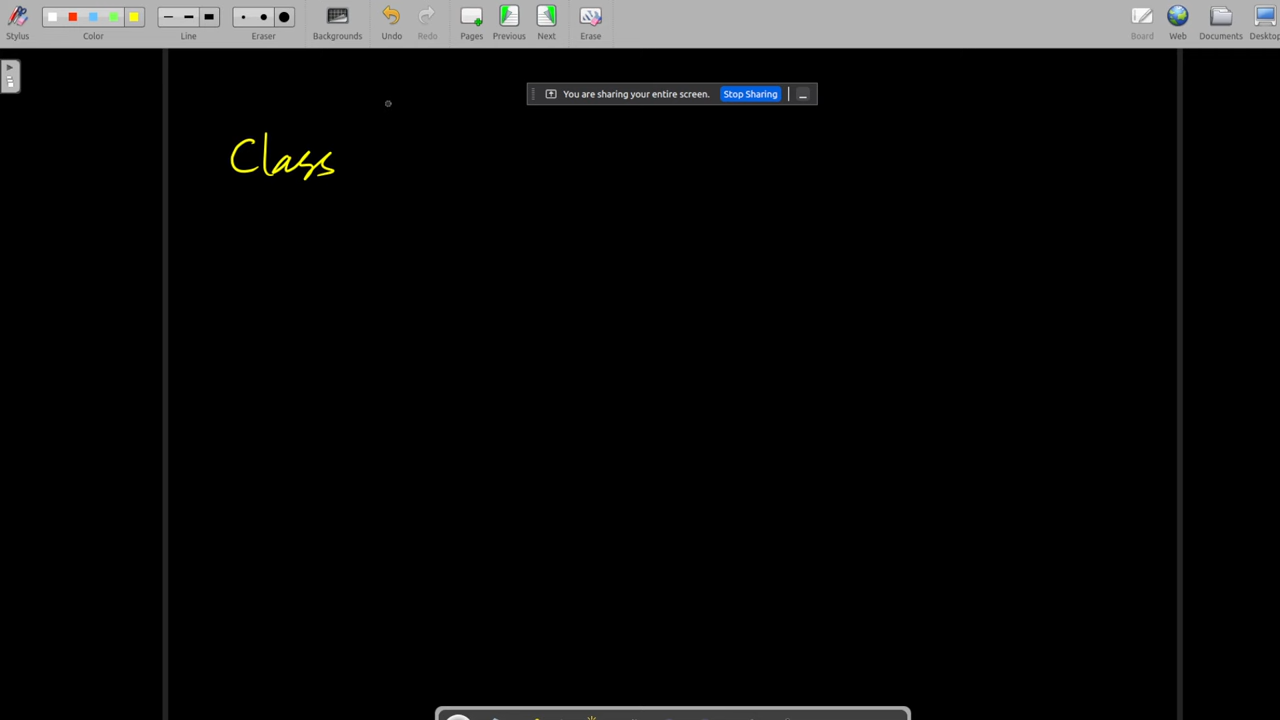 Stylus Color Line Eraser Backgrounds Undo Redo Pages Previous Next Erase Board Web Documents Desktop
You are sharing your entire screen. Stop Sharing
Class